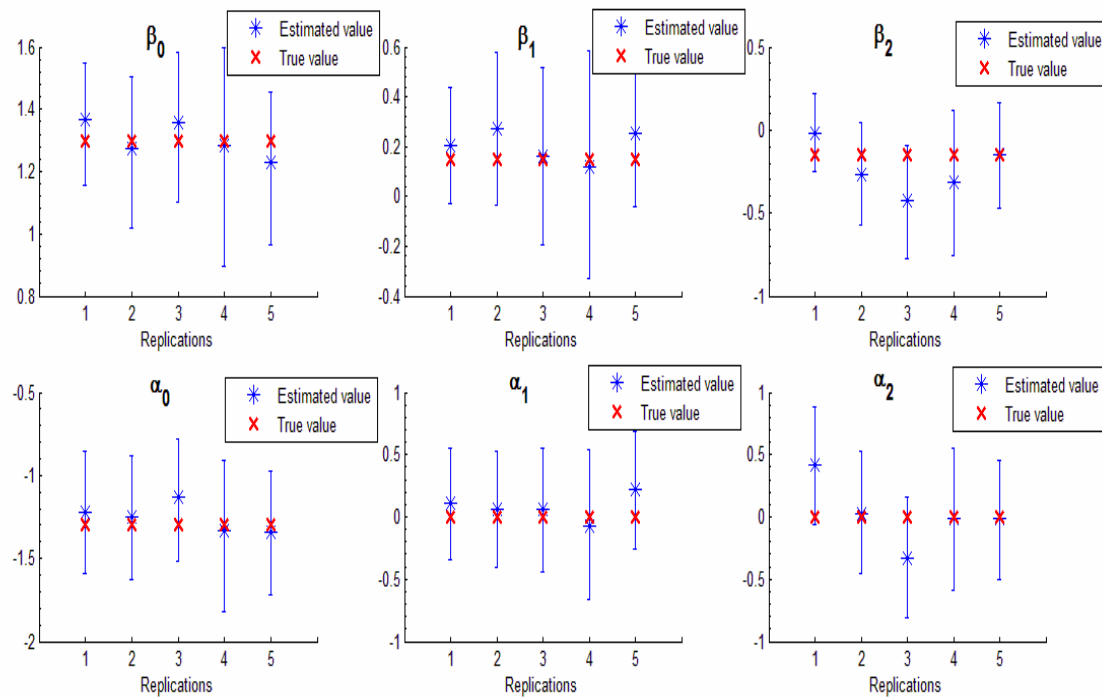 β0
Estimated value
True value
1.6
1.4
1.2
1
0.8
1 2 3 4 5
Replications
β1
Estimated value
True value
0.6
0.4
0.2
0
0.2
0.4
1 2 3 4 5
Replications
β2
Estimated value
True value
0.5
0
-0.5
-1
1 2 3 4 5
Replications
α0
Estimated value
True value
-0.5
-1
-1.5
-2
1 2 3 4 5
Replications
α1
Estimated value
True value
1
0.5
0
-0.5
-1
1 2 3 4 5
Replications
α2
Estimated value
True value
1
0.5
0
-0.5
-1
1 2 3 4 5
Replications